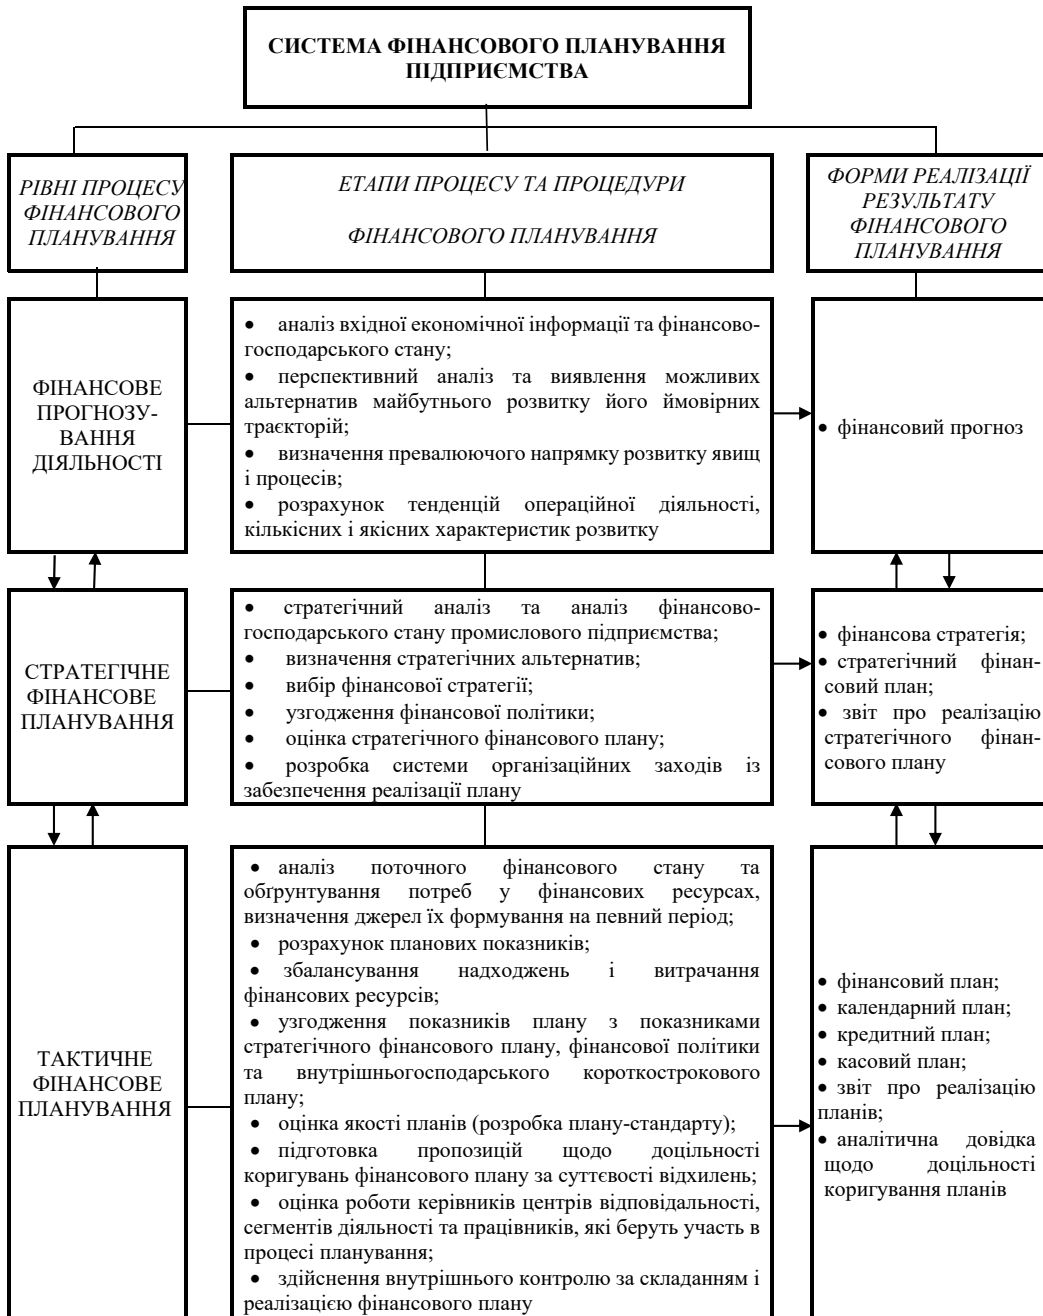 СИСТЕМА ФІНАНСОВОГО ПЛАНУВАННЯ
ПІДПРИЄМСТВА
РІВНІ ПРОЦЕСУ
ФІНАНСОВОГО
ПЛАНУВАННЯ
ЕТАПИ ПРОЦЕСУ ТА ПРОЦЕДУРИ
ФІНАНСОВОГО ПЛАНУВАННЯ
ФОРМИ РЕАЛІЗАЦІЇ
РЕЗУЛЬТАТУ
ФІНАНСОВОГО
ПЛАНУВАННЯ
ФІНАНСОВЕ
ПРОГНОЗУ-
ВАННЯ
ДІЯЛЬНОСТІ
• аналіз вхідної економічної інформації та фінансово-
господарського стану;
• перспективний аналіз та виявлення можливих
альтернатив майбутнього розвитку його ймовірних
траєкторій;
• визначення превалюючого напрямку розвитку явищ
і процесів;
• розрахунок тенденцій операційної діяльності,
кількісних і якісних характеристик розвитку
• фінансовий прогноз
СТРАТЕГІЧНЕ
ФІНАНСОВЕ
ПЛАНУВАННЯ
• стратегічний аналіз та аналіз фінансово-
господарського стану промислового підприємства;
• визначення стратегічних альтернатив;
• вибір фінансової стратегії;
• узгодження фінансової політики;
• оцінка стратегічного фінансового плану;
• розробка системи організаційних заходів із
забезпечення реалізації плану
• фінансова стратегія;
• стратегічний фінан-
совий план;
• звіт про реалізацію
стратегічного фінан-
сового плану
ТАКТИЧНЕ
ФІНАНСОВЕ
ПЛАНУВАННЯ
• аналіз поточного фінансового стану та
обґрунтування потреб у фінансових ресурсах,
визначення джерел їх формування на певний період;
• розрахунок планових показників;
• збалансування надходжень і витрачання
фінансових ресурсів;
• узгодження показників плану з показниками
стратегічного фінансового плану, фінансової політики
та внутрішньогосподарського короткострокового
плану;
• оцінка якості планів (розробка плану-стандарту);
• підготовка пропозицій щодо доцільності
коригувань фінансового плану за суттєвості відхилень;
• оцінка роботи керівників центрів відповідальності,
сегментів діяльності та працівників, які беруть участь в
процесі планування;
• здійснення внутрішнього контролю за складанням і
реалізацією фінансового плану
• фінансовий план;
• календарний план;
• кредитний план;
• касовий план;
• звіт про реалізацію
планів;
• аналітична довідка
щодо доцільності
коригування планів